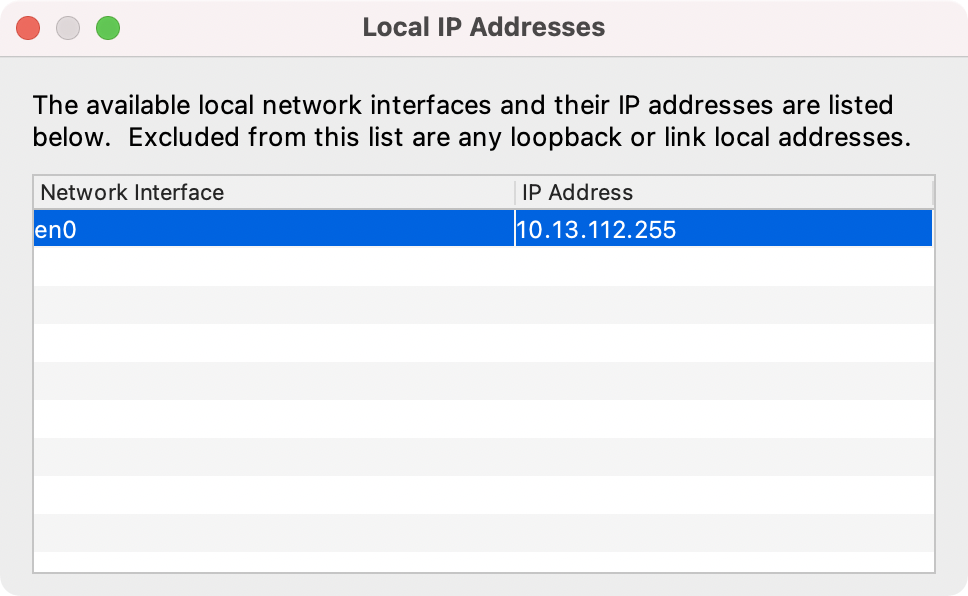 Local IP Addresses
The available local network interfaces and their IP addresses are listed
below.  Excluded from this list are any loopback or link local addresses.
Network Interface IP Address
en0 10.13.112.255